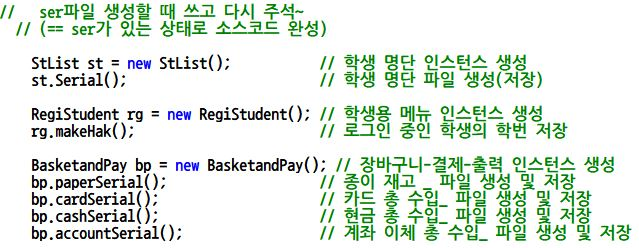 // ser파일 생성할 때 쓰고 다시 주석~
// (== ser가 있는 상태로 소스코드 완성)
StList st = new StList(); // 학생 명단 인스턴스 생성
st.Serial(); // 학생 명단 파일 생성(저장)
RegiStudent rg = new RegiStudent(); // 학생용 메뉴 인스턴스 생성
rg.makeHak(); // 로그인 중인 학생의 학번 저장
BasketandPay bp = new BasketandPay(); // 장바구니-결제-출력 인스턴스 생성
bp.paperSerial(); // 종이 재고_ 파일 생성 및 저장
bp.cardSerial(); // 카드 총 수입_ 파일 생성 및 저장
bp.cashSerial(); // 현금 총 수입_ 파일 생성 및 저장
bp.accountSerial(); // 계좌 이체 총 수입_ 파일 생성 및 저장